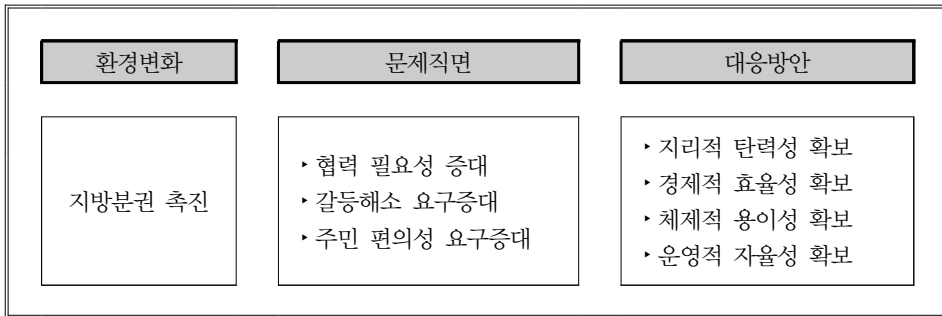 환경변화
문제직면
대응방안
지방분권 촉진
‣협력 필요성 증대
‣갈등해소 요구증대
‣주민 편의성 요구증대
‣지리적 탄력성 확보
‣경제적 효율성 확보
‣체제적 용이성 확보
‣운영적 자율성 확보